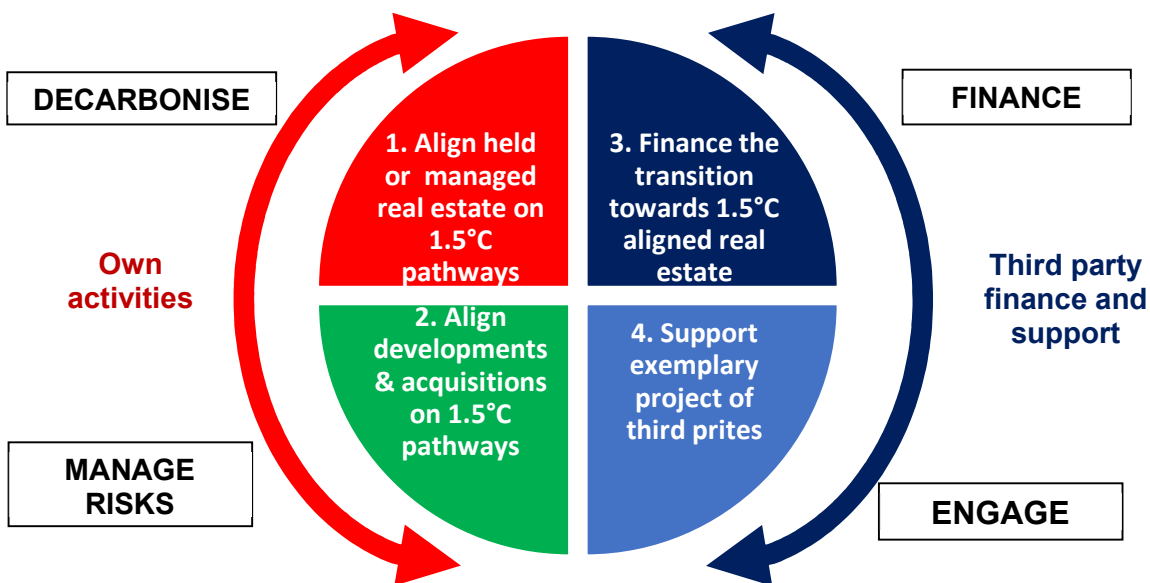 DECARBONISE
FINANCE
1. Align held
or managed
real estate on
1.5°C
pathways
3. Finance the
transition
towards 1.5°C
aligned real
estate
Own
activities
Third party
finance and
support
2. Align
developments
& acquisitions
on 1.5°C
pathways
4. Support
exemplary
project of
third prites
MANAGE
RISKS
ENGAGE